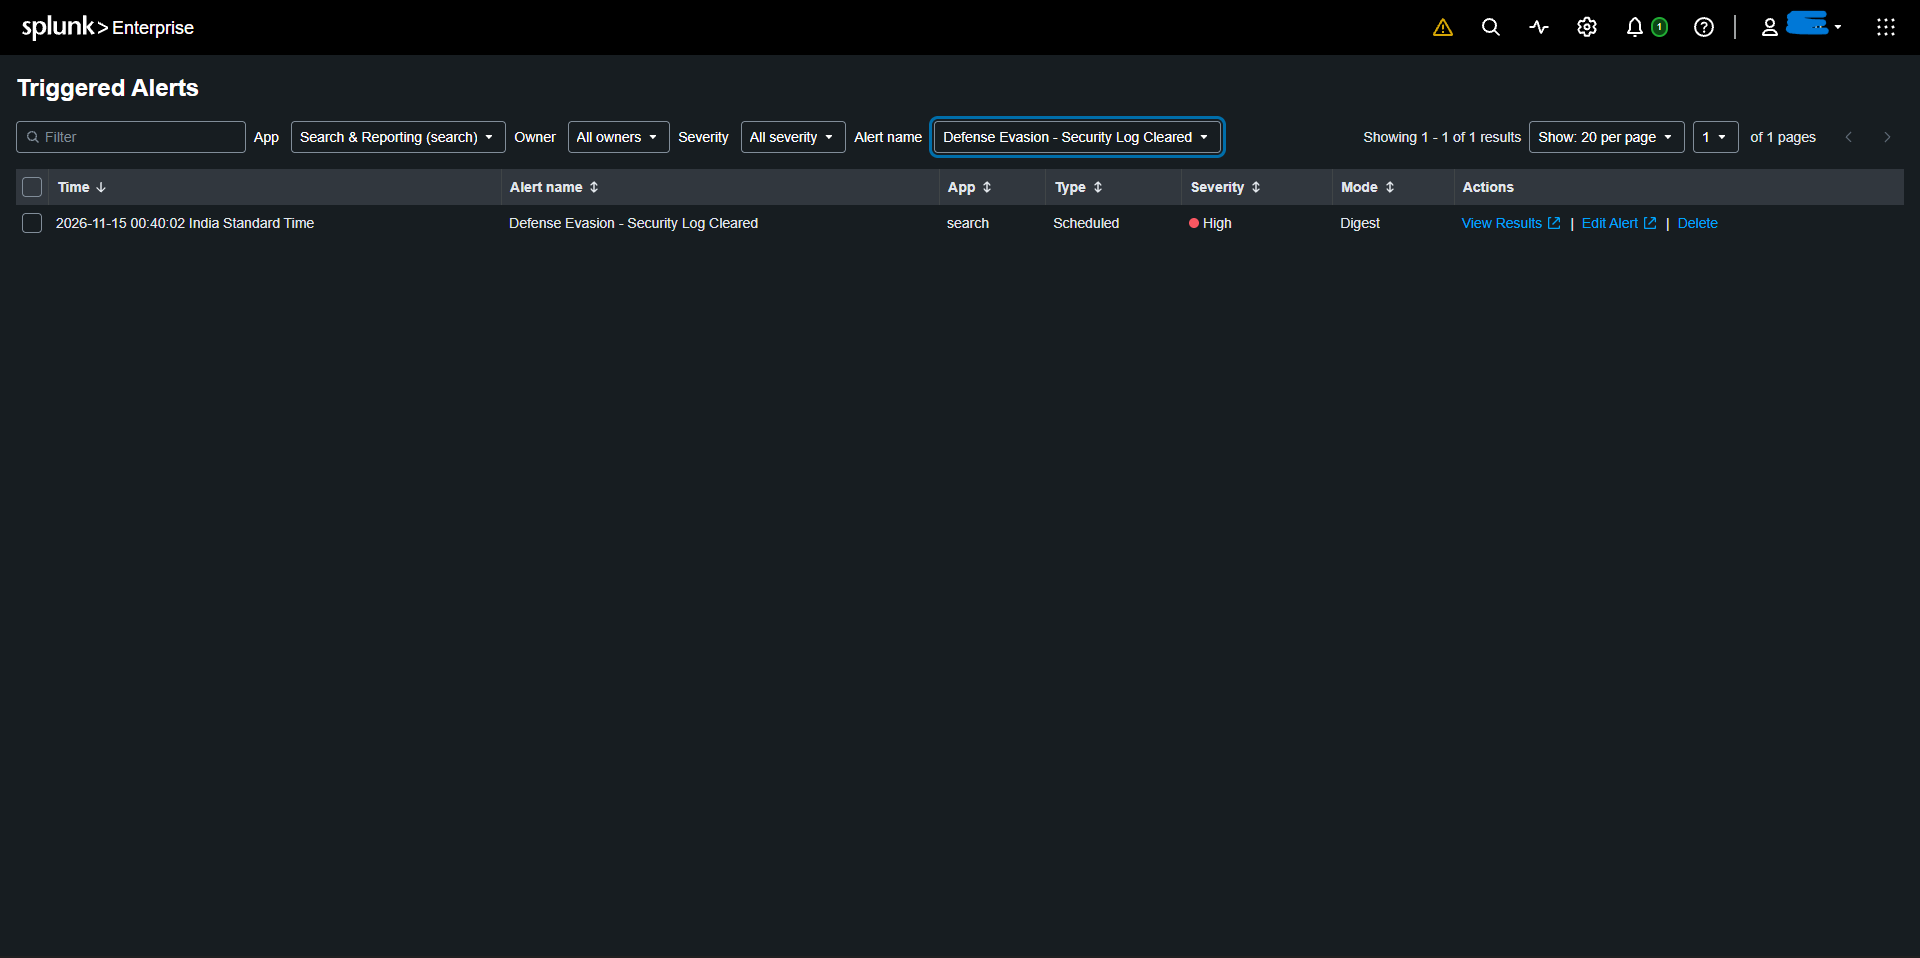 splunk> Enterprise
1
Triggered Alerts
Filter App Search & Reporting (search) Owner All owners Severity All severity Alert name Defense Evasion - Security Log Cleared Showing 1 - 1 of 1 results Show: 20 per page 1 of 1 pages
Time Alert name App Type Severity Mode Actions
2026-11-15 00:40:02 India Standard Time Defense Evasion - Security Log Cleared search Scheduled High Digest View Results | Edit Alert | Delete